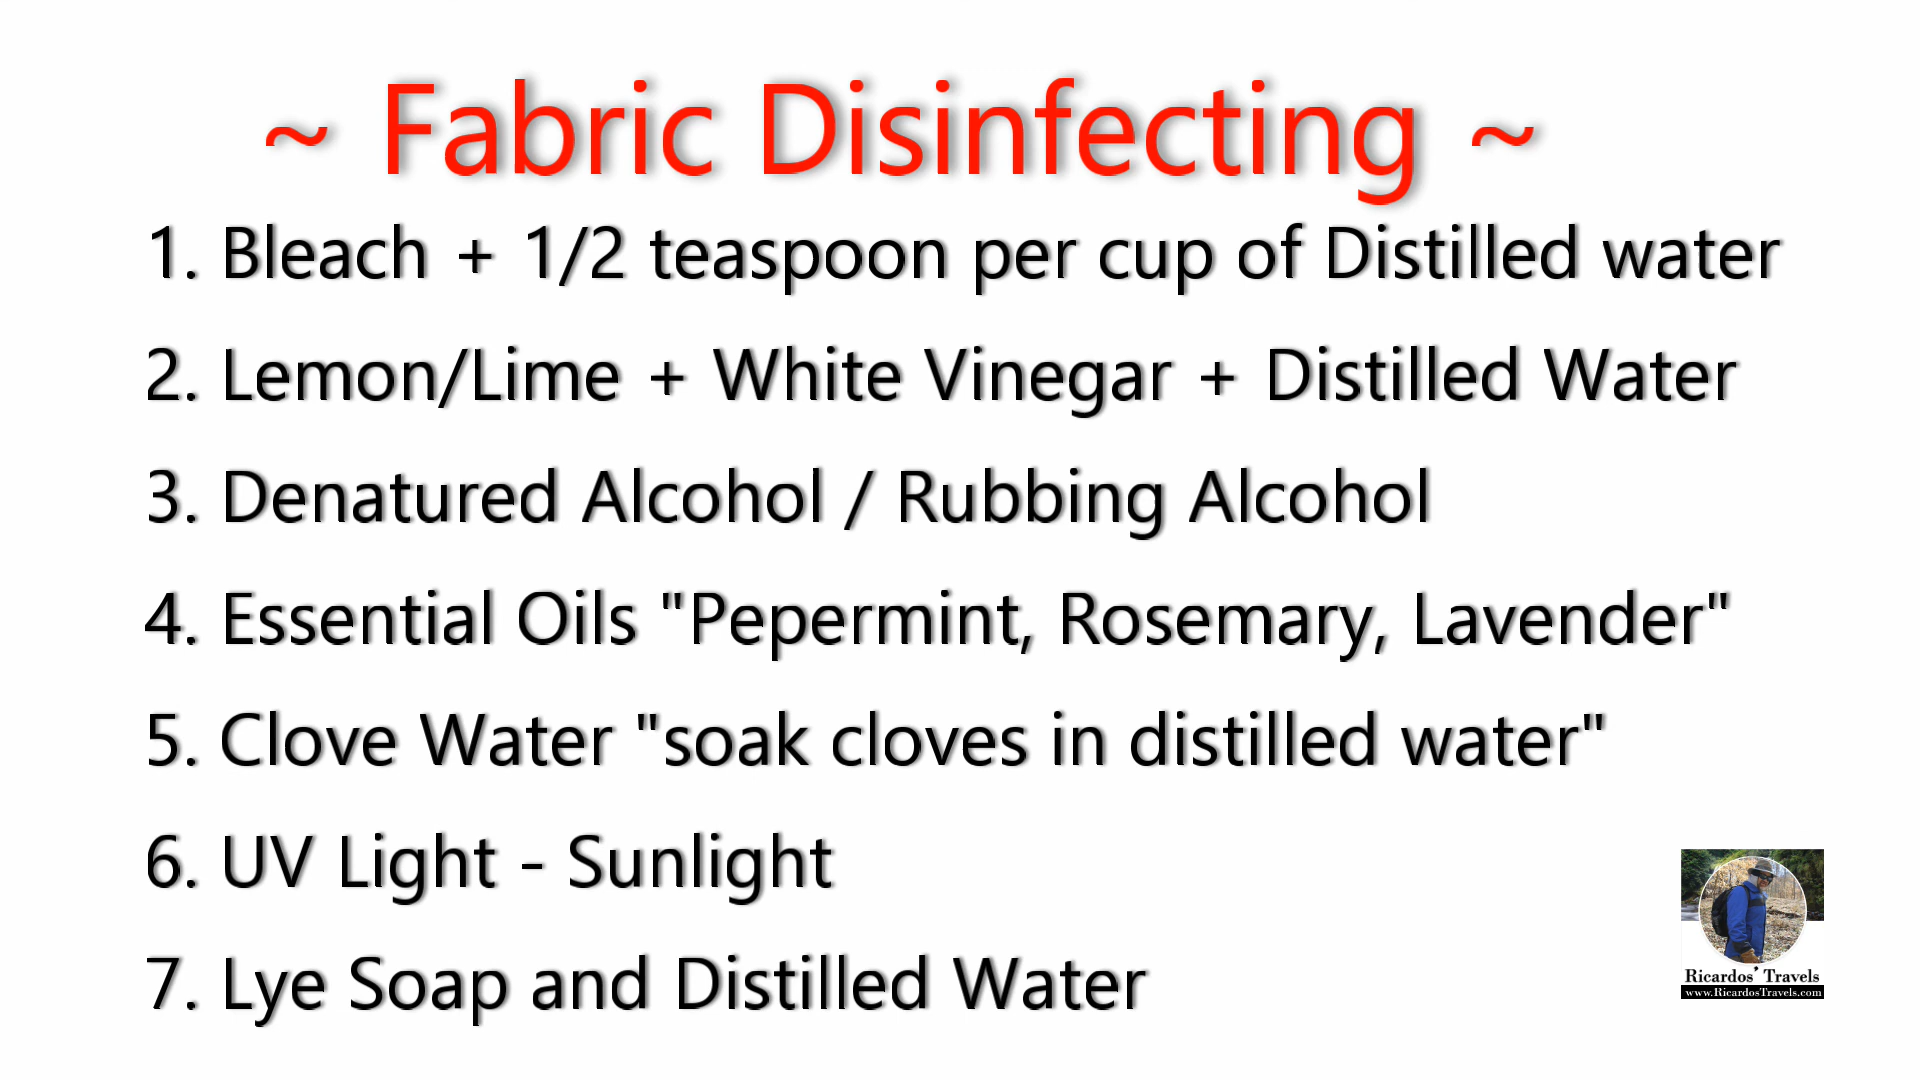 ~ Fabric Disinfecting ~
1. Bleach + 1/2 teaspoon per cup of Distilled water
2. Lemon/Lime + White Vinegar + Distilled Water
3. Denatured Alcohol / Rubbing Alcohol
4. Essential Oils "Pepermint, Rosemary, Lavender"
5. Clove Water "soak cloves in distilled water"
6. UV Light - Sunlight
7. Lye Soap and Distilled Water
Ricardos' Travels
www.RicardosTravels.com